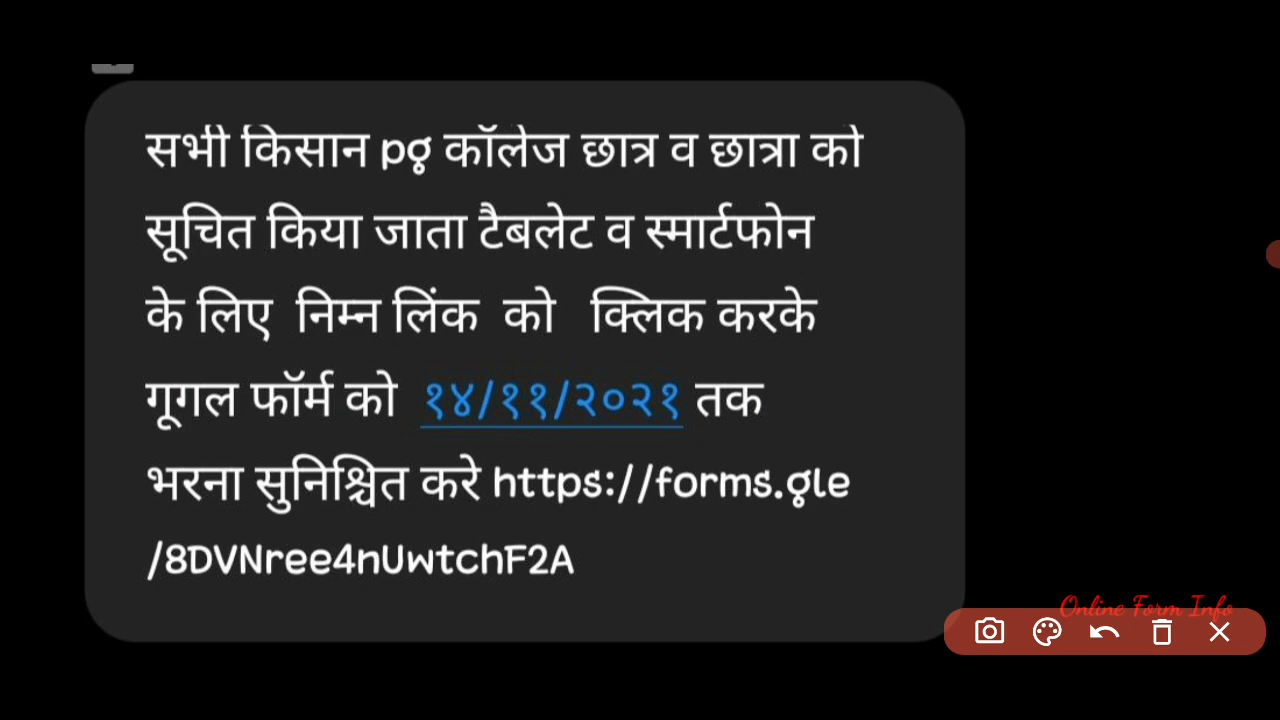 सभी किसान pg कॉलेज छात्र व छात्रा को
सूचित किया जाता टैबलेट व स्मार्टफोन
के लिए निम्न लिंक को क्लिक करके
गूगल फॉर्म को १४/११/२०२१ तक
भरना सुनिश्चित करे https://forms.gle
/8DVNree4nUwtchF2A
Online Form Info